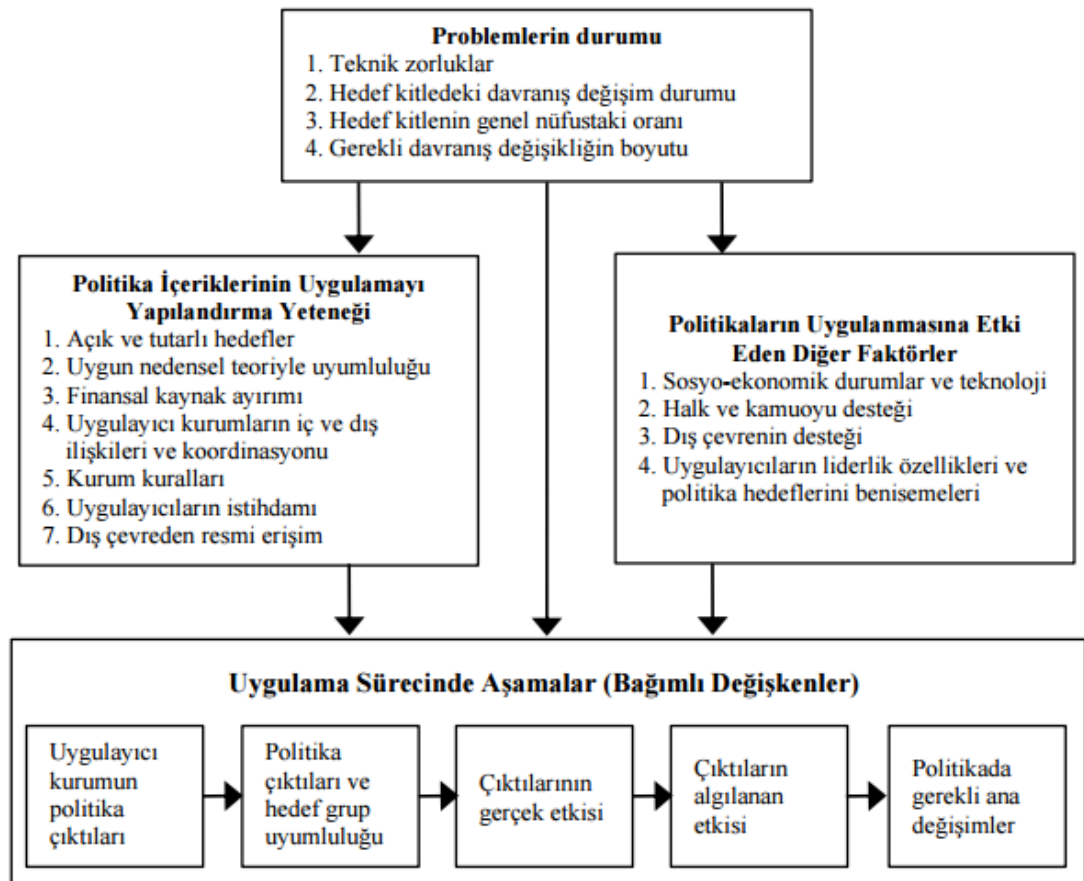 Problemlerin durumu
1. Teknik zorluklar
2. Hedef kitledeki davranış değişim durumu
3. Hedef kitlenin genel nüfustaki oranı
4. Gerekli davranış değişikliğin boyutu
Politika İçeriklerinin Uygulamayı
Yapılandırma Yeteneği
1. Açık ve tutarlı hedefler
2. Uygun nedensel teoriyle uyumluluğu
3. Finansal kaynak ayırımı
4. Uygulayıcı kurumların iç ve dış
ilişkileri ve koordinasyonu
5. Kurum kuralları
6. Uygulayıcıların istihdamı
7. Dış çevreden resmi erişim
Politikaların Uygulanmasına Etki
Eden Diğer Faktörler
1. Sosyo-ekonomik durumlar ve teknoloji
2. Halk ve kamuoyu desteği
3. Dış çevrenin desteği
4. Uygulayıcıların liderlik özellikleri ve
politika hedeflerini benisemeleri
Uygulama Sürecinde Aşamalar (Bağımlı Değişkenler)
Uygulayıcı
kurumun
politika
çıktıları
Politika
çıktıları ve
hedef grup
uyumluluğu
Çıktılarının
gerçek etkisi
Çıktıların
algılanan
etkisi
Politikada
gerekli ana
değişimler